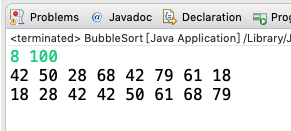 Problems Javadoc Declaration
<terminated> BubbleSort [Java Application] /Library/J
8 100
42 50 28 68 42 79 61 18
18 28 42 42 50 61 68 79